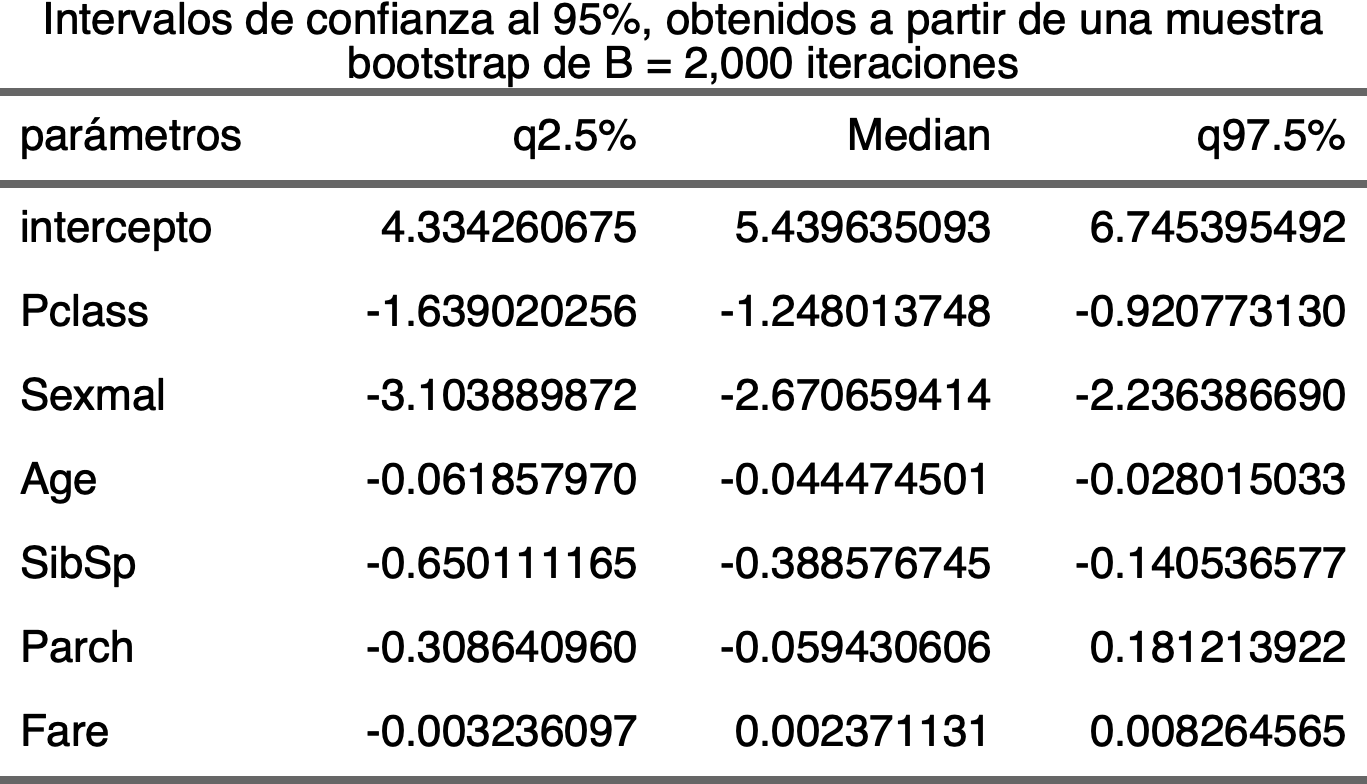 Intervalos de confianza al 95%, obtenidos a partir de una muestra
bootstrap de B = 2,000 iteraciones
parámetros q2.5% Median q97.5%
intercepto 4.334260675 5.439635093 6.745395492
Pclass -1.639020256 -1.248013748 -0.920773130
Sexmal -3.103889872 -2.670659414 -2.236386690
Age -0.061857970 -0.044474501 -0.028015033
SibSp -0.650111165 -0.388576745 -0.140536577
Parch -0.308640960 -0.059430606 0.181213922
Fare -0.003236097 0.002371131 0.008264565